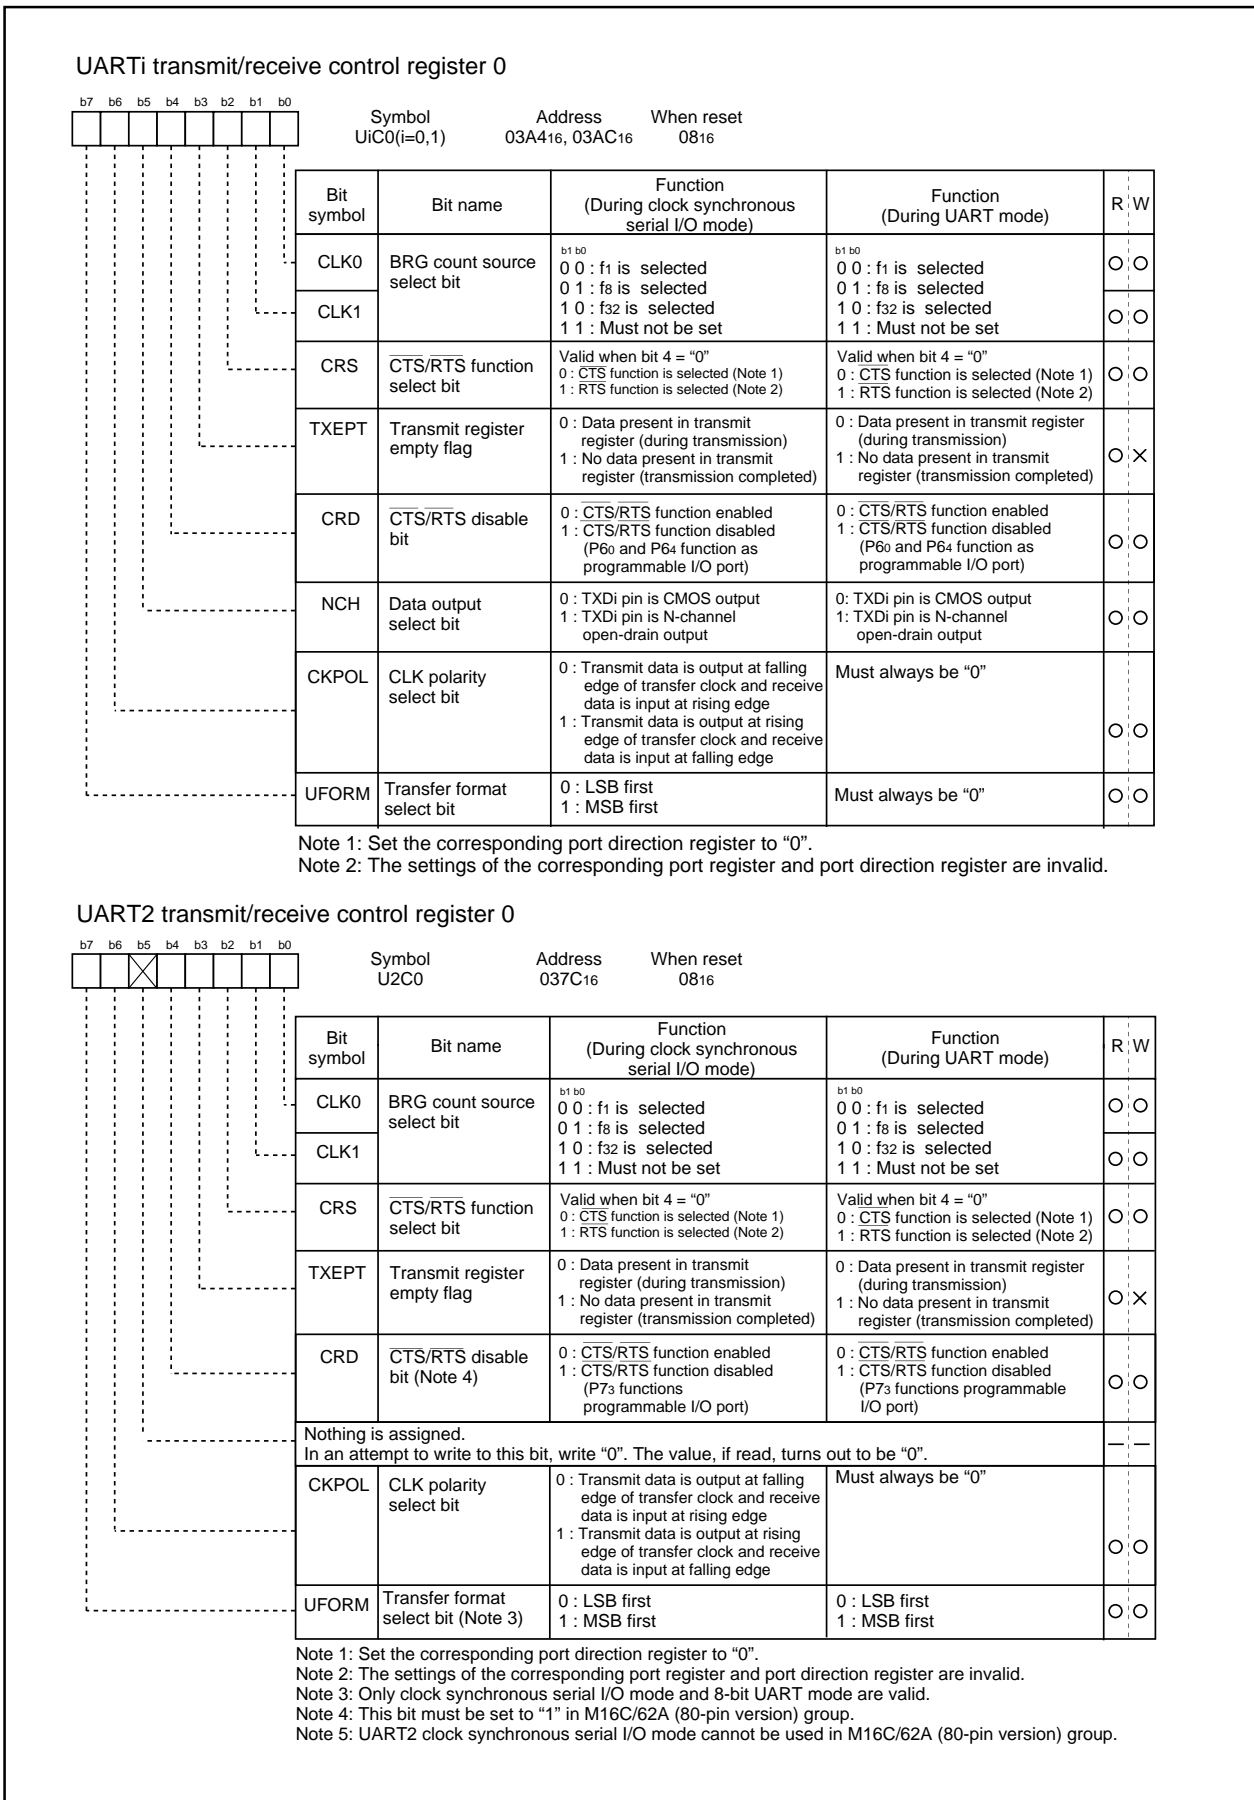 UARTi transmit/receive control register 0
b7 b6 b5 b4 b3 b2 b1 b0
Symbol Address When reset
UiC0(i=0,1) 03A416, 03AC16 0816
Bit symbol Bit name Function (During clock synchronous serial I/O mode) Function (During UART mode) R W
CLK0 BRG count source select bit
b1 b0
0 0 : f1 is selected
0 1 : f8 is selected
1 0 : f32 is selected
1 1 : Must not be set
b1 b0
0 0 : f1 is selected
0 1 : f8 is selected
1 0 : f32 is selected
1 1 : Must not be set
CLK1
CRS CTS/RTS function select bit
Valid when bit 4 = “0”
0 : CTS function is selected (Note 1)
1 : RTS function is selected (Note 2)
Valid when bit 4 = “0”
0 : CTS function is selected (Note 1)
1 : RTS function is selected (Note 2)
TXEPT Transmit register empty flag
0 : Data present in transmit
register (during transmission)
1 : No data present in transmit
register (transmission completed)
0 : Data present in transmit register
(during transmission)
1 : No data present in transmit
register (transmission completed)
CRD CTS/RTS disable bit
0 : CTS/RTS function enabled
1 : CTS/RTS function disabled
(P60 and P64 function as
programmable I/O port)
0 : CTS/RTS function enabled
1 : CTS/RTS function disabled
(P60 and P64 function as
programmable I/O port)
NCH Data output select bit
0 : TXDi pin is CMOS output
1 : TXDi pin is N-channel
open-drain output
0: TXDi pin is CMOS output
1: TXDi pin is N-channel
open-drain output
CKPOL CLK polarity select bit
0 : Transmit data is output at falling
edge of transfer clock and receive
data is input at rising edge
1 : Transmit data is output at rising
edge of transfer clock and receive
data is input at falling edge
Must always be “0”
UFORM Transfer format select bit
0 : LSB first
1 : MSB first
Must always be “0”
Note 1: Set the corresponding port direction register to “0”.
Note 2: The settings of the corresponding port register and port direction register are invalid.
UART2 transmit/receive control register 0
b7 b6 b5 b4 b3 b2 b1 b0
Symbol Address When reset
U2C0 037C16 0816
Bit symbol Bit name Function (During clock synchronous serial I/O mode) Function (During UART mode) R W
CLK0 BRG count source select bit
b1 b0
0 0 : f1 is selected
0 1 : f8 is selected
1 0 : f32 is selected
1 1 : Must not be set
b1 b0
0 0 : f1 is selected
0 1 : f8 is selected
1 0 : f32 is selected
1 1 : Must not be set
CLK1
CRS CTS/RTS function select bit
Valid when bit 4 = “0”
0 : CTS function is selected (Note 1)
1 : RTS function is selected (Note 2)
Valid when bit 4 = “0”
0 : CTS function is selected (Note 1)
1 : RTS function is selected (Note 2)
TXEPT Transmit register empty flag
0 : Data present in transmit
register (during transmission)
1 : No data present in transmit
register (transmission completed)
0 : Data present in transmit register
(during transmission)
1 : No data present in transmit
register (transmission completed)
CRD CTS/RTS disable bit (Note 4)
0 : CTS/RTS function enabled
1 : CTS/RTS function disabled
(P73 functions
programmable I/O port)
0 : CTS/RTS function enabled
1 : CTS/RTS function disabled
(P73 functions programmable
I/O port)
Nothing is assigned.
In an attempt to write to this bit, write “0”. The value, if read, turns out to be “0”.
CKPOL CLK polarity select bit
0 : Transmit data is output at falling
edge of transfer clock and receive
data is input at rising edge
1 : Transmit data is output at rising
edge of transfer clock and receive
data is input at falling edge
Must always be “0”
UFORM Transfer format select bit (Note 3)
0 : LSB first
1 : MSB first
0 : LSB first
1 : MSB first
Note 1: Set the corresponding port direction register to “0”.
Note 2: The settings of the corresponding port register and port direction register are invalid.
Note 3: Only clock synchronous serial I/O mode and 8-bit UART mode are valid.
Note 4: This bit must be set to “1” in M16C/62A (80-pin version) group.
Note 5: UART2 clock synchronous serial I/O mode cannot be used in M16C/62A (80-pin version) group.